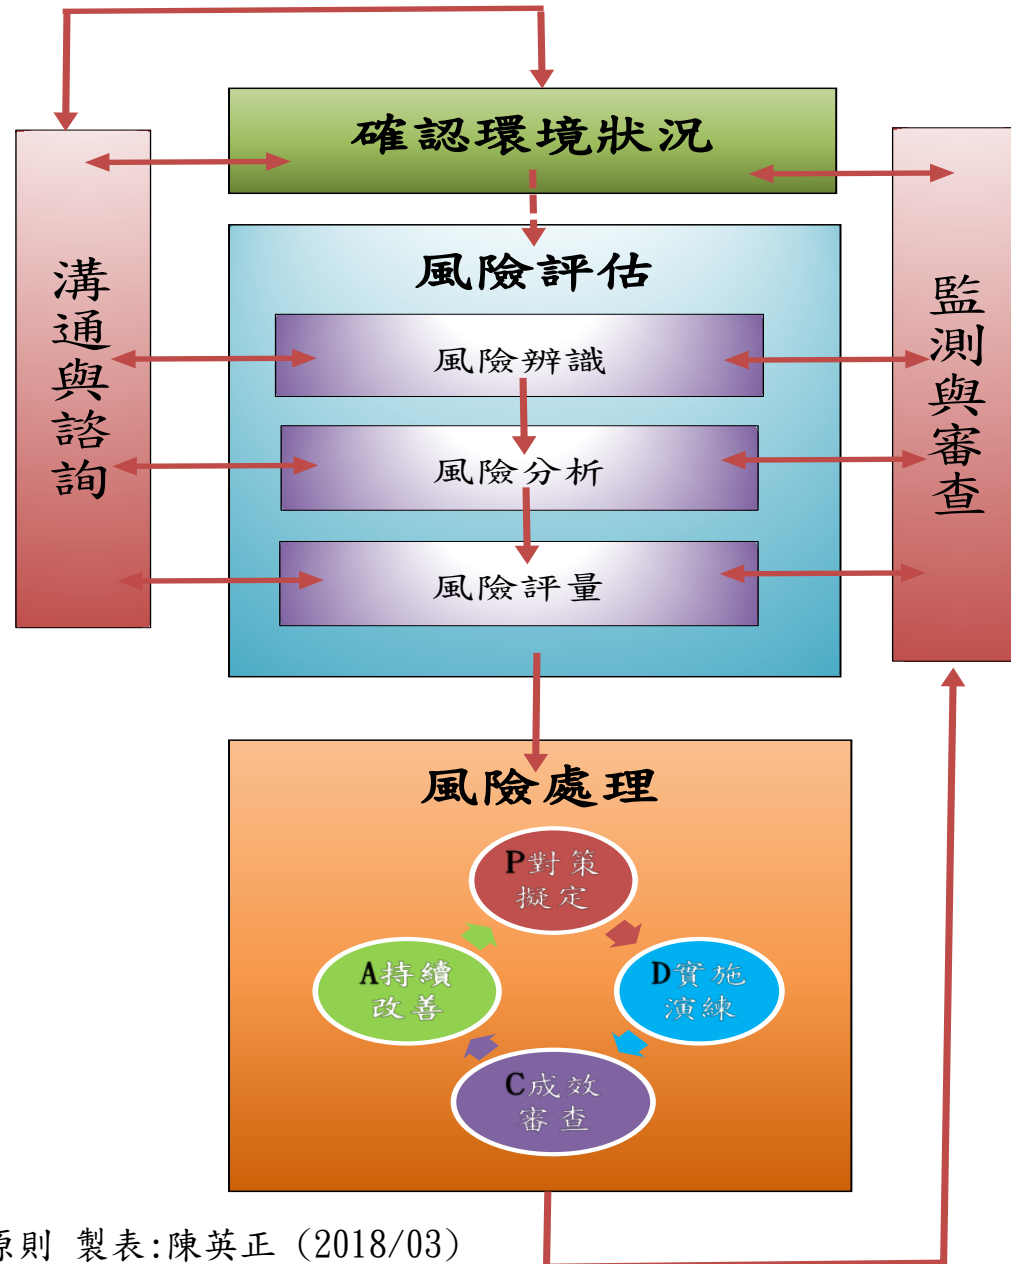 確認環境狀況
溝通與諮詢
監測與審查
風險評估
風險辨識
風險分析
風險評量
風險處理
P對策
擬定
A持續
改善
D實施
演練
C成效
審查
原則 製表:陳英正 (2018/03)